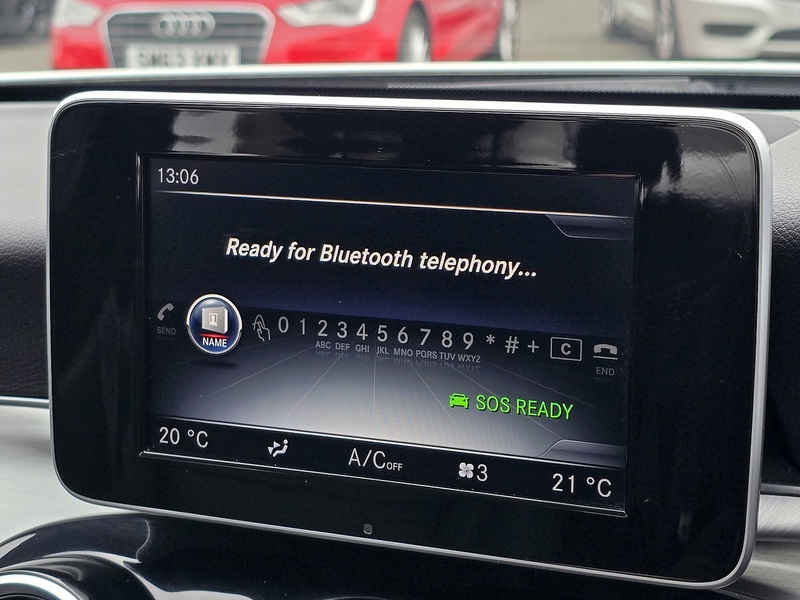 13:06
Ready for Bluetooth telephony...
SEND
NAME
0 1 2 3 4 5 6 7 8 9 * # + C
ABC DEF GHI JKL MNO PQRS TUV WXYZ
END
SOS READY
20 °C
A/C OFF
3
21 °C